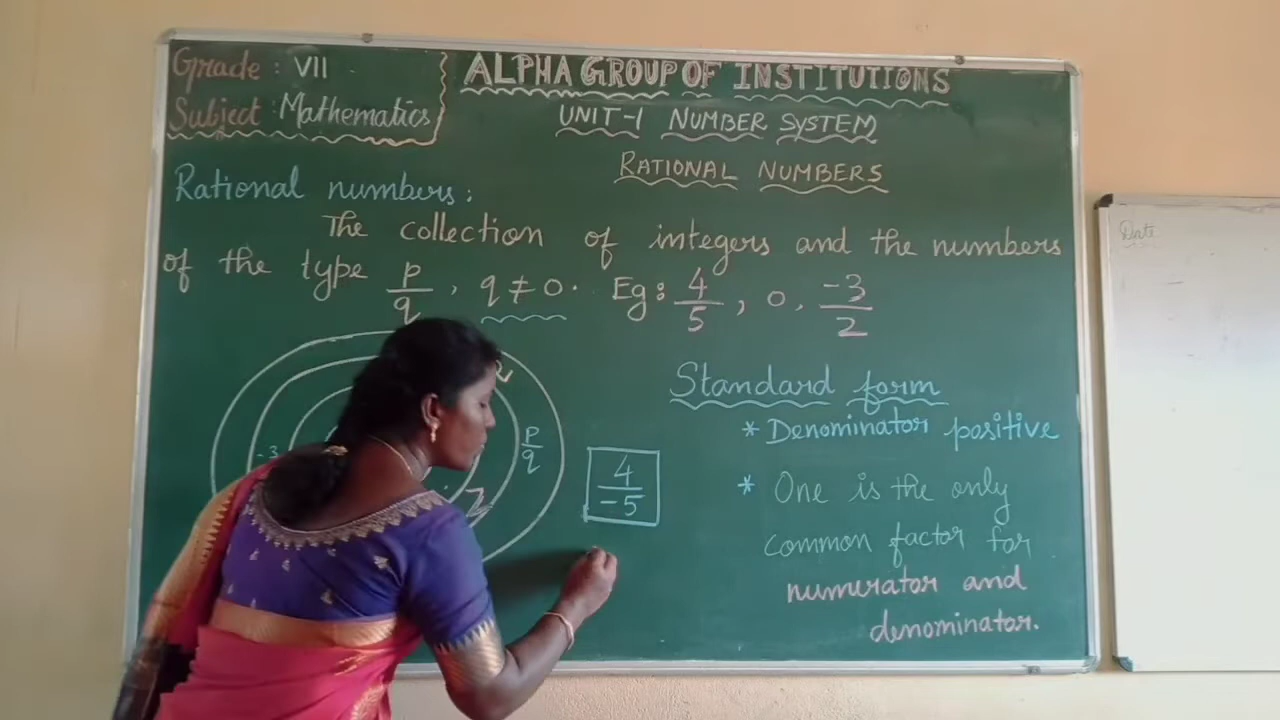 Grade : VII
Subject : Mathematics
ALPHA GROUP OF INSTITUTIONS
UNIT-1 NUMBER SYSTEM
RATIONAL NUMBERS
Rational numbers :
The collection of integers and the numbers
of the type p/q , q ≠ 0. Eg: 4/5 , 0, -3/2
-3
p/q
Z
4/-5
Standard form
* Denominator positive
* One is the only
common factor for
numerator and
denominator.
Date